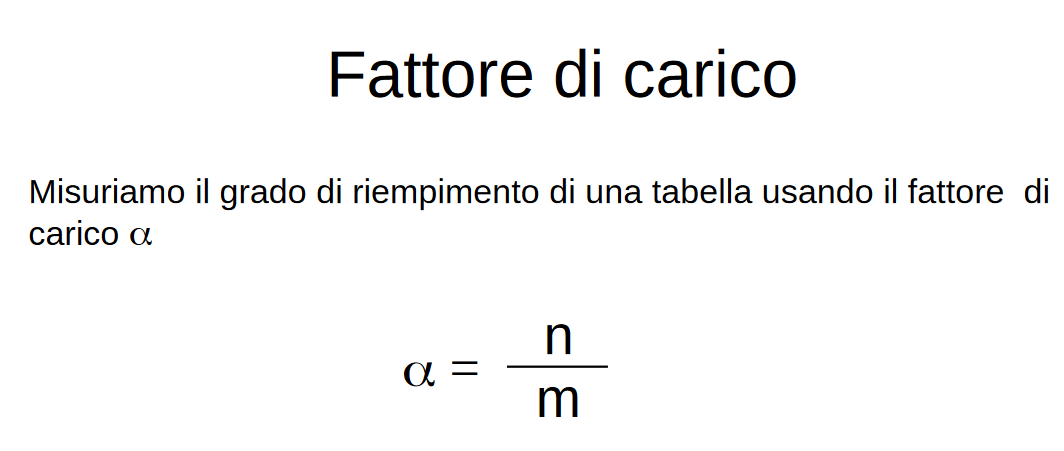 Fattore di carico
Misuriamo il grado di riempimento di una tabella usando il fattore  di
carico α
α = n
m